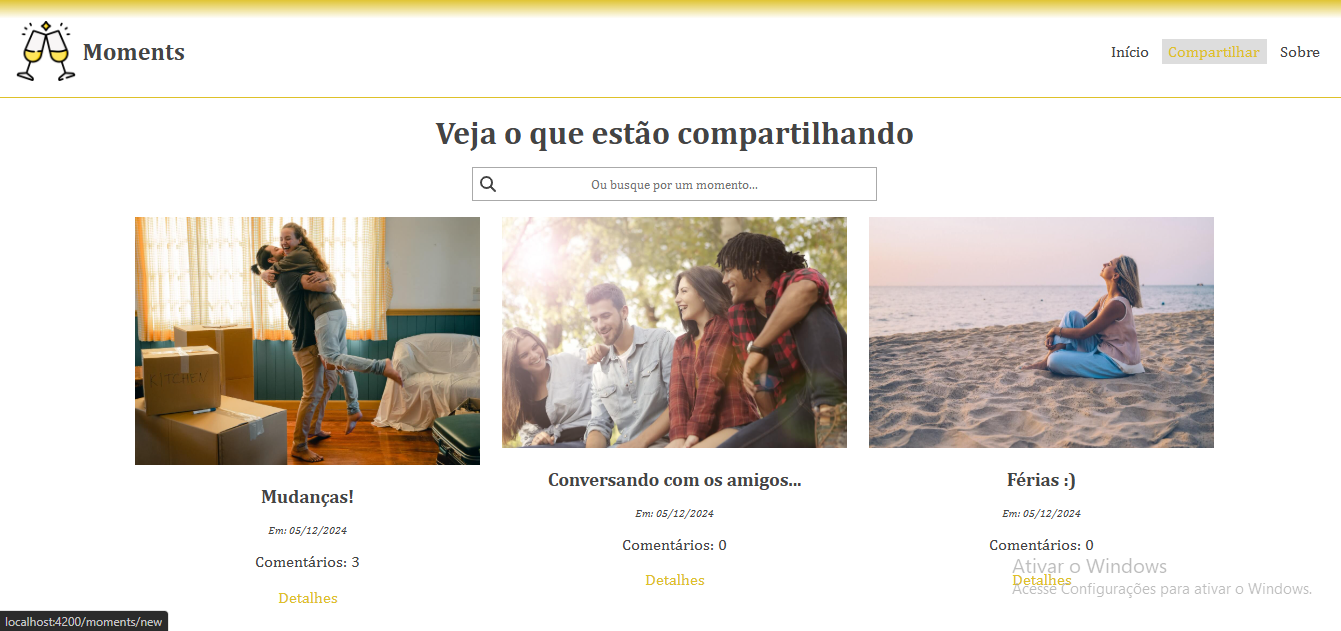 Moments
Início
Compartilhar
Sobre
Veja o que estão compartilhando
Ou busque por um momento...
KITCHEN
Mudanças!
Em: 05/12/2024
Comentários: 3
Detalhes
Conversando com os amigos...
Em: 05/12/2024
Comentários: 0
Detalhes
Férias :)
Em: 05/12/2024
Comentários: 0
Detalhes
Ativar o Windows
Acesse Configurações para ativar o Windows.
localhost:4200/moments/new